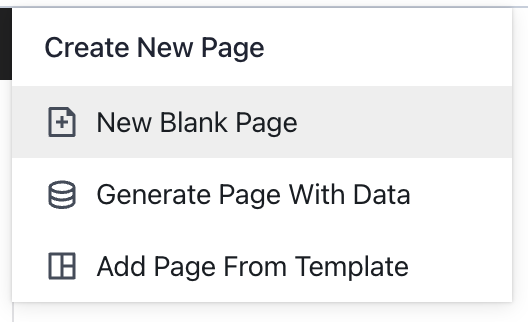 Create New Page
New Blank Page
Generate Page With Data
Add Page From Template